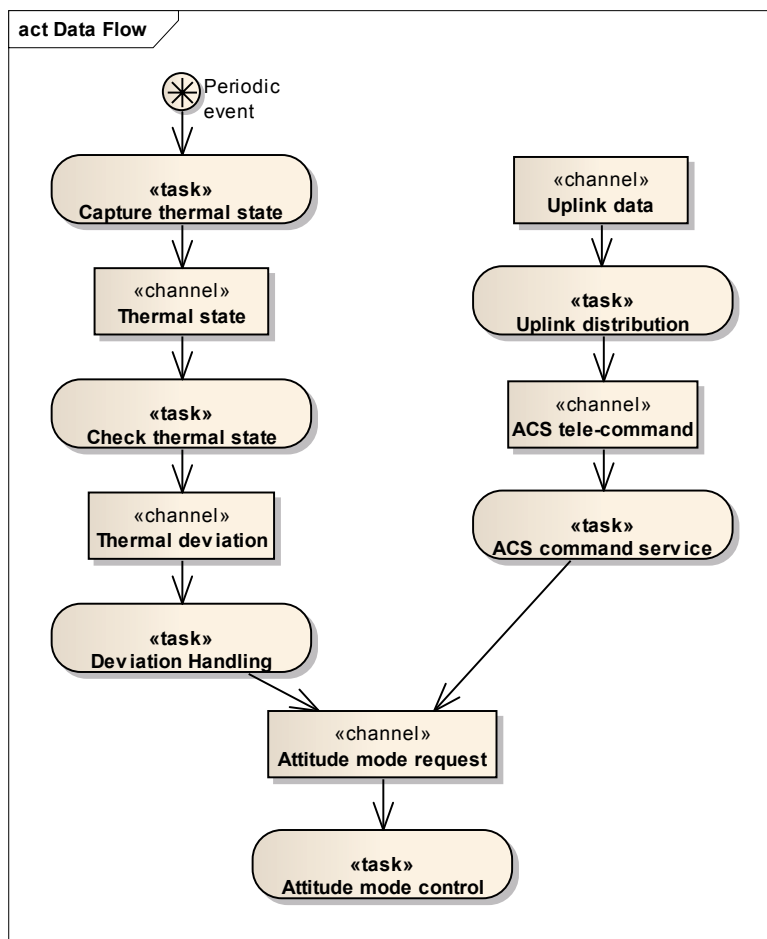 act Data Flow
Periodic
event
«task»
Capture thermal state
«channel»
Thermal state
«task»
Check thermal state
«channel»
Thermal deviation
«task»
Deviation Handling
«channel»
Uplink data
«task»
Uplink distribution
«channel»
ACS tele-command
«task»
ACS command service
«channel»
Attitude mode request
«task»
Attitude mode control